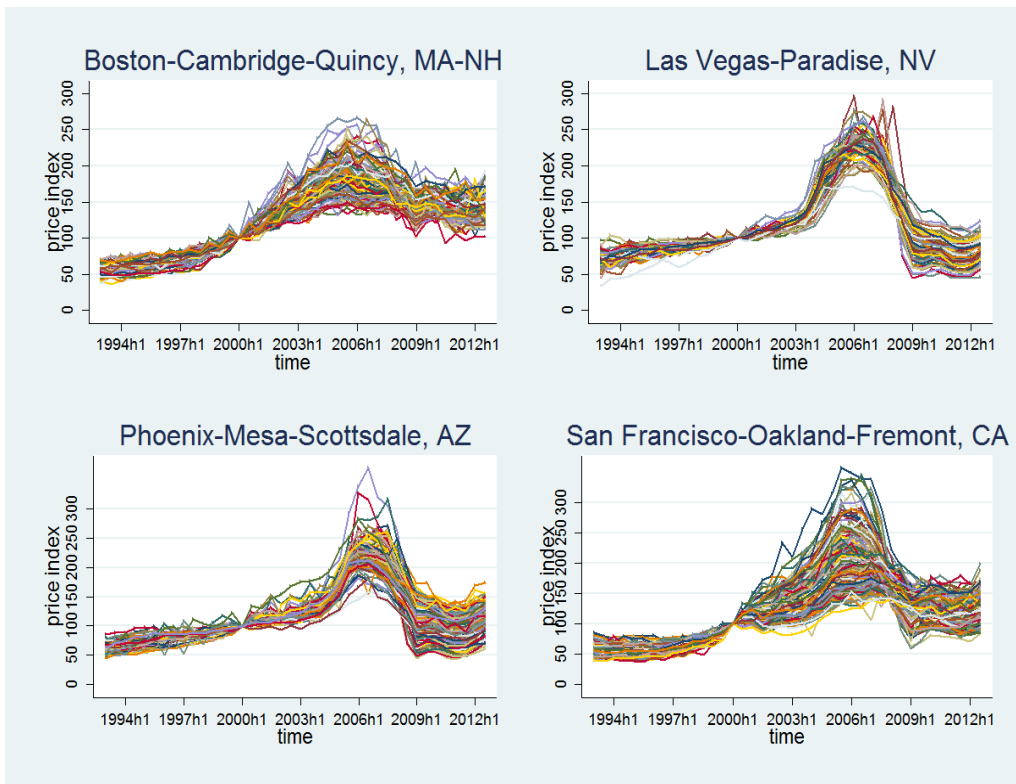 Boston-Cambridge-Quincy, MA-NH
price index
0 50 100 150 200 250 300
1994h1 1997h1 2000h1 2003h1 2006h1 2009h1 2012h1
time
Las Vegas-Paradise, NV
price index
0 50 100 150 200 250 300
1994h1 1997h1 2000h1 2003h1 2006h1 2009h1 2012h1
time
Phoenix-Mesa-Scottsdale, AZ
price index
0 50 100 150 200 250 300
1994h1 1997h1 2000h1 2003h1 2006h1 2009h1 2012h1
time
San Francisco-Oakland-Fremont, CA
price index
0 50 100 150 200 250 300
1994h1 1997h1 2000h1 2003h1 2006h1 2009h1 2012h1
time